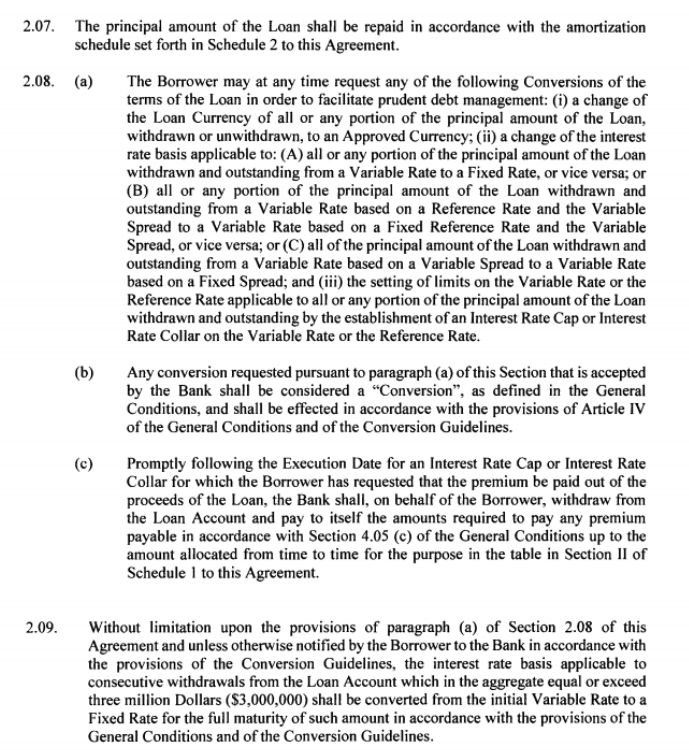 2.07. The principal amount of the Loan shall be repaid in accordance with the amortization
schedule set forth in Schedule 2 to this Agreement.
2.08. (a) The Borrower may at any time request any of the following Conversions of the
terms of the Loan in order to facilitate prudent debt management: (i) a change of
the Loan Currency of all or any portion of the principal amount of the Loan,
withdrawn or unwithdrawn, to an Approved Currency; (ii) a change of the interest
rate basis applicable to: (A) all or any portion of the principal amount of the Loan
withdrawn and outstanding from a Variable Rate to a Fixed Rate, or vice versa; or
(B) all or any portion of the principal amount of the Loan withdrawn and
outstanding from a Variable Rate based on a Reference Rate and the Variable
Spread to a Variable Rate based on a Fixed Reference Rate and the Variable
Spread, or vice versa; or (C) all of the principal amount of the Loan withdrawn and
outstanding from a Variable Rate based on a Variable Spread to a Variable Rate
based on a Fixed Spread; and (iii) the setting of limits on the Variable Rate or the
Reference Rate applicable to all or any portion of the principal amount of the Loan
withdrawn and outstanding by the establishment of an Interest Rate Cap or Interest
Rate Collar on the Variable Rate or the Reference Rate.
(b) Any conversion requested pursuant to paragraph (a) of this Section that is accepted
by the Bank shall be considered a “Conversion”, as defined in the General
Conditions, and shall be effected in accordance with the provisions of Article IV
of the General Conditions and of the Conversion Guidelines.
(c) Promptly following the Execution Date for an Interest Rate Cap or Interest Rate
Collar for which the Borrower has requested that the premium be paid out of the
proceeds of the Loan, the Bank shall, on behalf of the Borrower, withdraw from
the Loan Account and pay to itself the amounts required to pay any premium
payable in accordance with Section 4.05 (c) of the General Conditions up to the
amount allocated from time to time for the purpose in the table in Section II of
Schedule 1 to this Agreement.
2.09. Without limitation upon the provisions of paragraph (a) of Section 2.08 of this
Agreement and unless otherwise notified by the Borrower to the Bank in accordance with
the provisions of the Conversion Guidelines, the interest rate basis applicable to
consecutive withdrawals from the Loan Account which in the aggregate equal or exceed
three million Dollars ($3,000,000) shall be converted from the initial Variable Rate to a
Fixed Rate for the full maturity of such amount in accordance with the provisions of the
General Conditions and of the Conversion Guidelines.